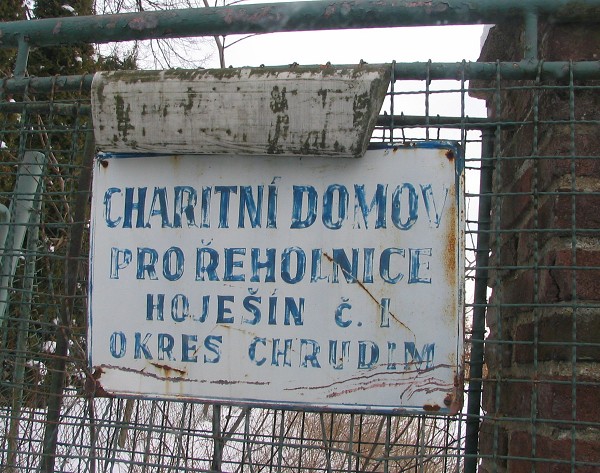 CHARITNÍ DOMOV
PRO ŘEHOLNICE
HOJEŠÍN Č. 1
OKRES CHRUDIM